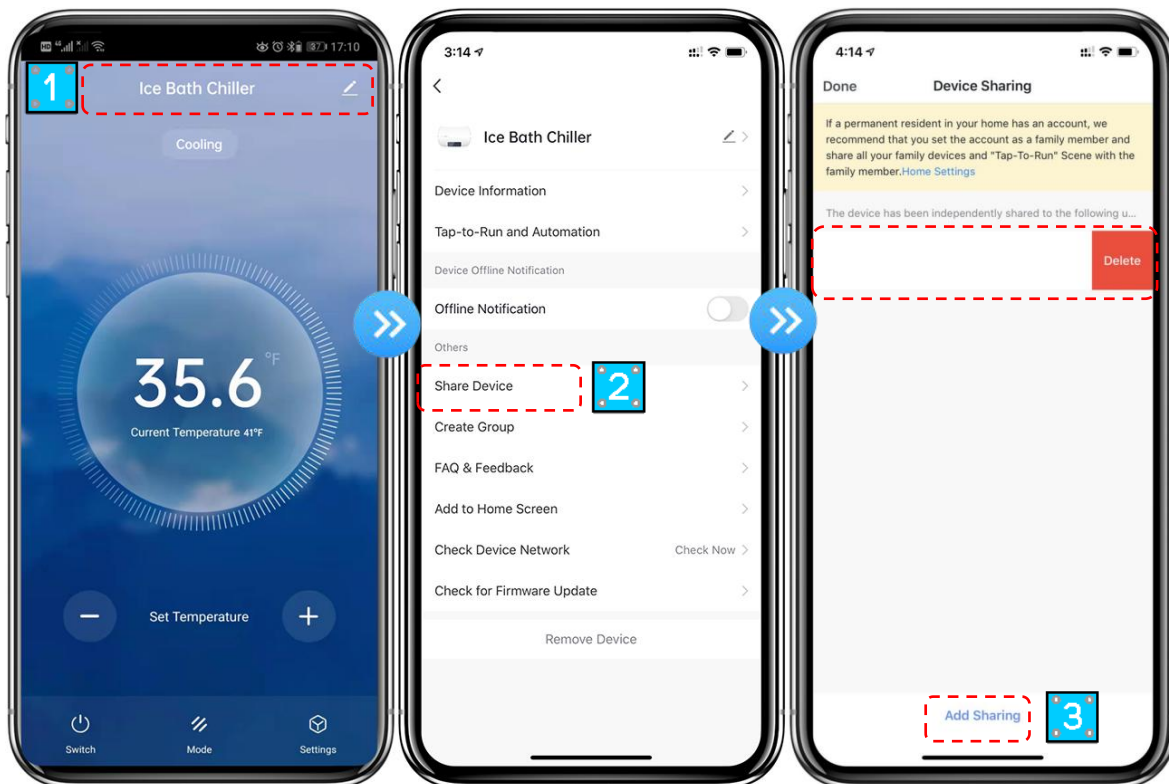 HD 4G 37 17:10
1
Ice Bath Chiller
Cooling
35.6 °F
Current Temperature 41°F
Set Temperature
Switch Mode Settings
3:14
Ice Bath Chiller
Device Information
Tap-to-Run and Automation
Device Offline Notification
Offline Notification
Others
Share Device
2
Create Group
FAQ & Feedback
Add to Home Screen
Check Device Network Check Now
Check for Firmware Update
Remove Device
4:14
Done Device Sharing
If a permanent resident in your home has an account, we
recommend that you set the account as a family member and
share all your family devices and "Tap-To-Run" Scene with the
family member.Home Settings
The device has been independently shared to the following u...
Delete
Add Sharing
3